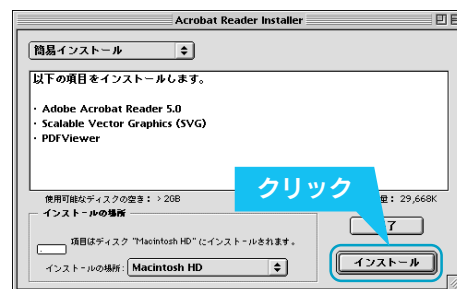 Acrobat Reader Installer
簡易インストール
以下の項目をインストールします。
・Adobe Acrobat Reader 5.0
・Scalable Vector Graphics (SVG)
・PDFViewer
クリック
使用可能なディスクの空き：>2GB
量：29,668K
インストールの場所
了
項目はディスク "Macintosh HD" にインストールされます。
インストールの場所：Macintosh HD
インストール